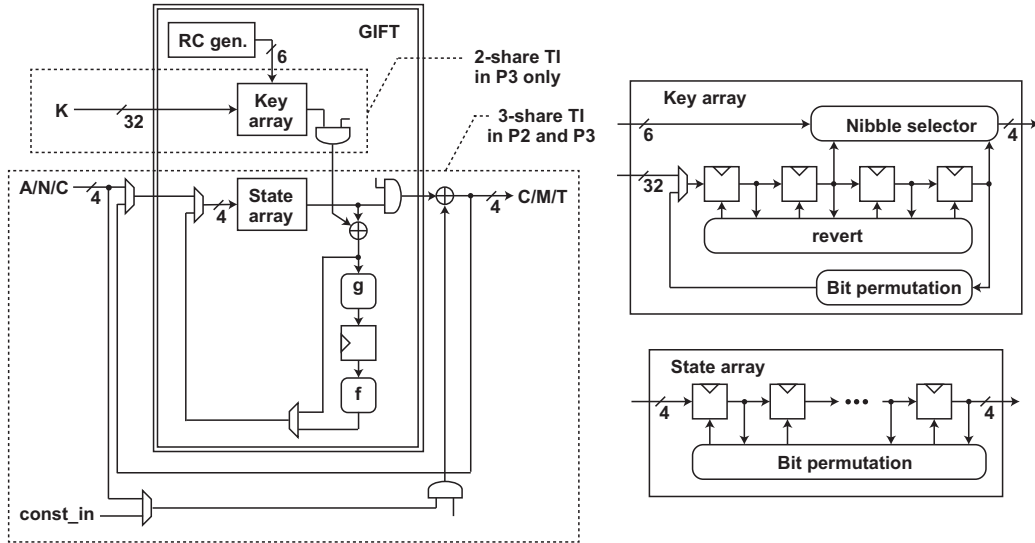 GIFT
RC gen.
6
2-share TI
in P3 only
K
32
Key
array
3-share TI
in P2 and P3
A/N/C
4
4
State
array
C/M/T
4
g
f
const_in
Key array
6
Nibble selector
4
32
revert
Bit permutation
State array
4
4
Bit permutation